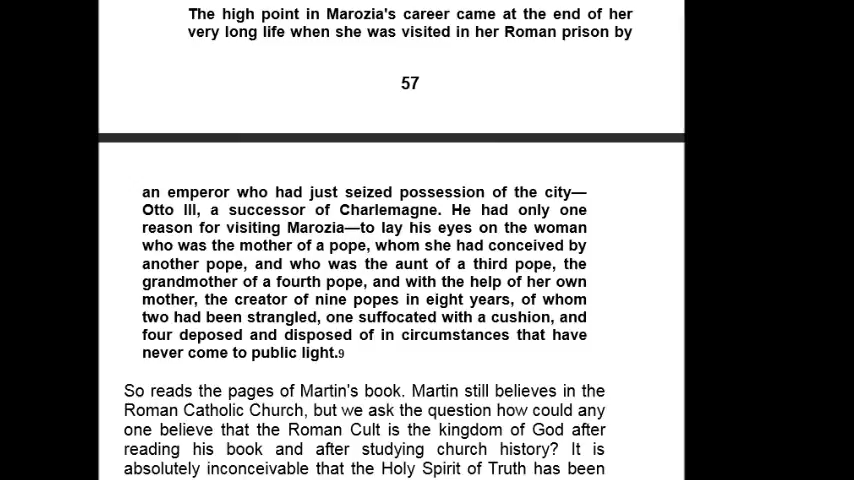 The high point in Marozia's career came at the end of her
very long life when she was visited in her Roman prison by
57
an emperor who had just seized possession of the city—
Otto III, a successor of Charlemagne. He had only one
reason for visiting Marozia—to lay his eyes on the woman
who was the mother of a pope, whom she had conceived by
another pope, and who was the aunt of a third pope, the
grandmother of a fourth pope, and with the help of her own
mother, the creator of nine popes in eight years, of whom
two had been strangled, one suffocated with a cushion, and
four deposed and disposed of in circumstances that have
never come to public light.9
So reads the pages of Martin's book. Martin still believes in the
Roman Catholic Church, but we ask the question how could any
one believe that the Roman Cult is the kingdom of God after
reading his book and after studying church history? It is
absolutely inconceivable that the Holy Spirit of Truth has been